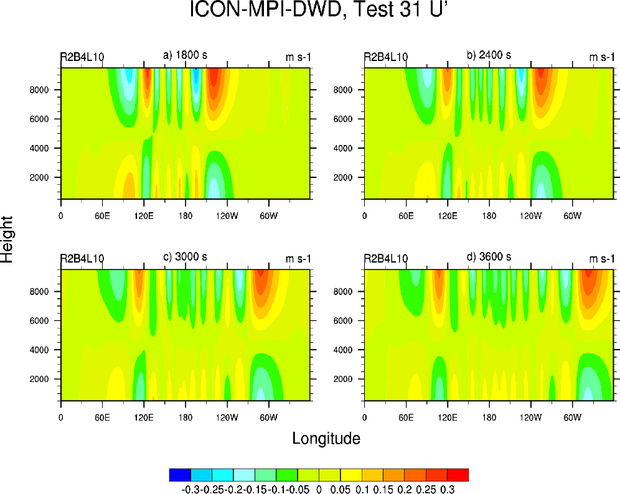 ICON-MPI-DWD, Test 31 U'
R2B4L10 a) 1800 s m s-1
8000
6000
4000
2000
0 60E 120E 180 120W 60W
R2B4L10 b) 2400 s m s-1
8000
6000
4000
2000
0 60E 120E 180 120W 60W
Height
R2B4L10 c) 3000 s m s-1
8000
6000
4000
2000
0 60E 120E 180 120W 60W
R2B4L10 d) 3600 s m s-1
8000
6000
4000
2000
0 60E 120E 180 120W 60W
Longitude
-0.3 -0.25 -0.2 -0.15 -0.1 -0.05 0 0.05 0.1 0.15 0.2 0.25 0.3